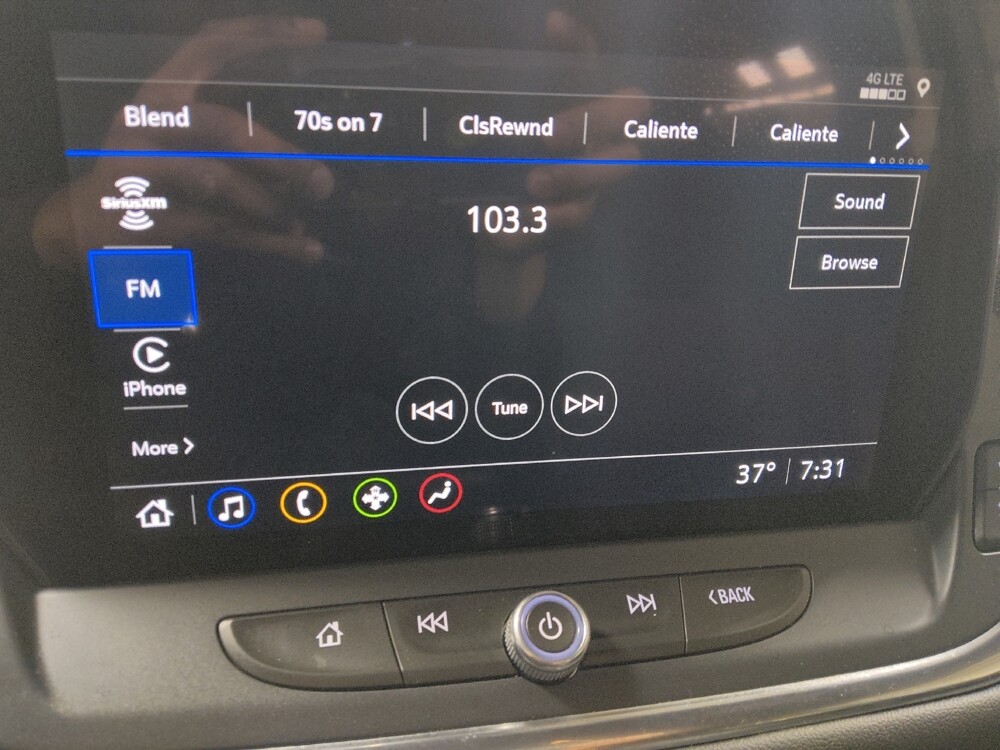 4G LTE
Blend
70s on 7
ClsRewnd
Caliente
Caliente
SiriusXM
103.3
Sound
FM
Browse
iPhone
Tune
More
37° 7:31
BACK